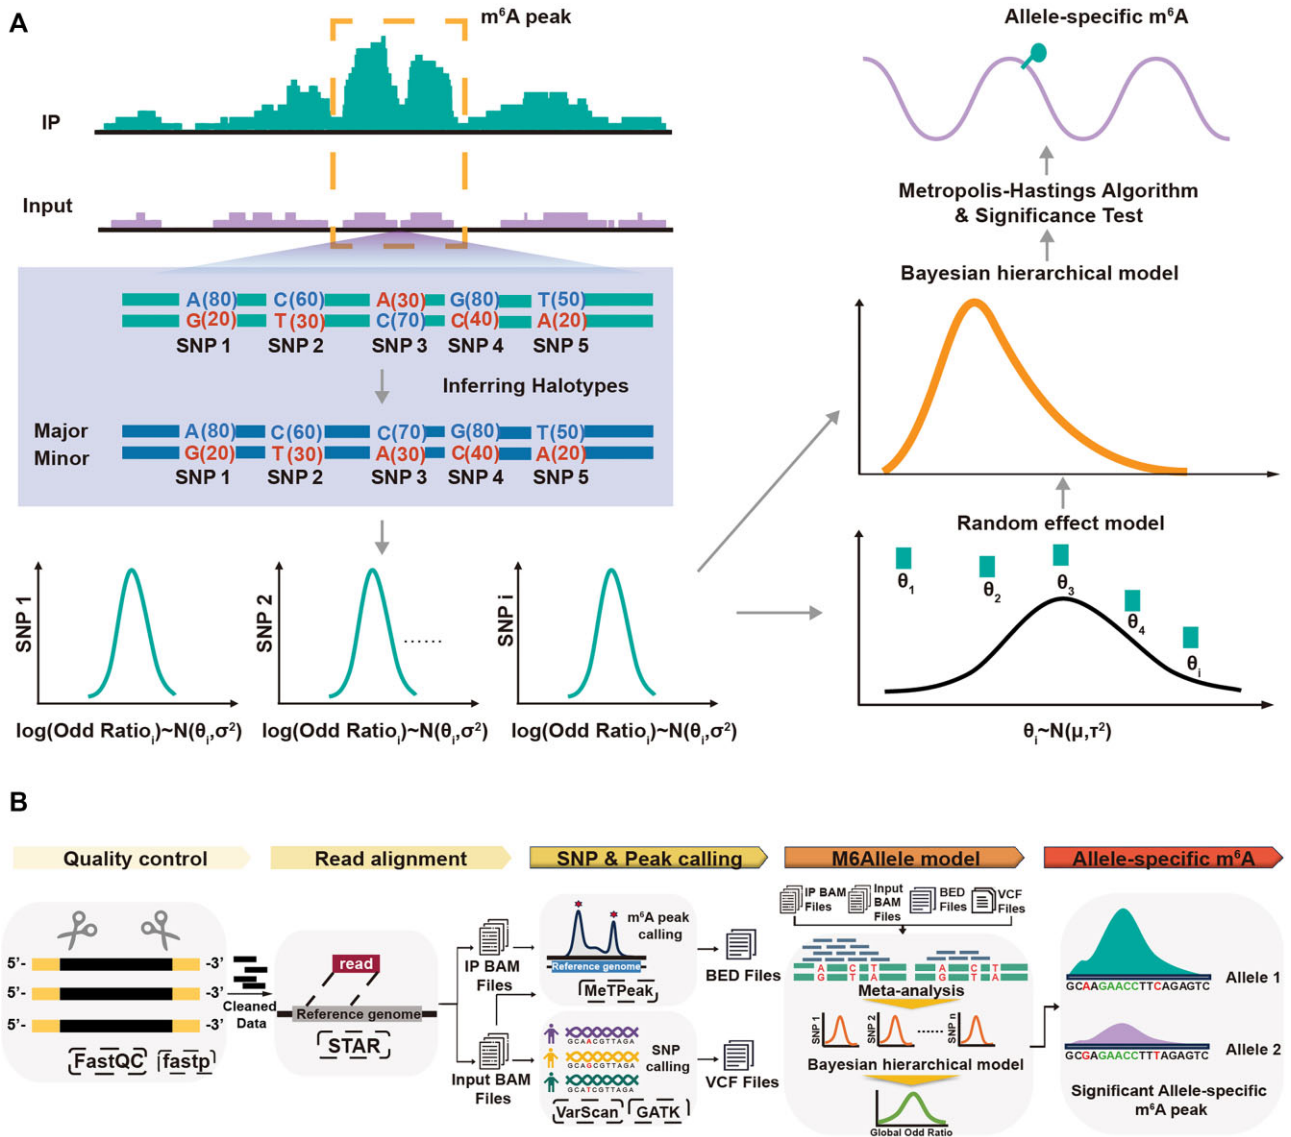 A
m⁶A peak
IP
Input
A(80) C(60) A(30) G(80) T(50)
G(20) T(30) C(70) C(40) A(20)
SNP 1 SNP 2 SNP 3 SNP 4 SNP 5
Inferring Halotypes
Major A(80) C(60) C(70) G(80) T(50)
Minor G(20) T(30) A(30) C(40) A(20)
SNP 1 SNP 2 SNP 3 SNP 4 SNP 5
SNP 1
log(Odd Ratioᵢ)~N(θᵢ,σ²)
SNP 2
......
log(Odd Ratioᵢ)~N(θᵢ,σ²)
SNP i
log(Odd Ratioᵢ)~N(θᵢ,σ²)
Allele-specific m⁶A
Metropolis-Hastings Algorithm
& Significance Test
Bayesian hierarchical model
Random effect model
θ₁ θ₂ θ₃ θ₄ θᵢ
θᵢ~N(μ,τ²)
B
Quality control
5'- -3'
5'- -3'
5'- -3'
FastQC fastp
Cleaned
Data
Read alignment
read
Reference genome
STAR
IP BAM
Files
Input BAM
Files
SNP & Peak calling
m⁶A peak
calling
Reference genome
MeTPeak
BED Files
GCAACGTTAGA
GCAGCGTTAGA
GCATCGTTAGA
SNP
calling
VarScan GATK
VCF Files
M6Allele model
IP BAM
Files
Input
BAM
Files
BED
Files
VCF
Files
A C T A C T
G T A G T A
Meta-analysis
SNP 1 SNP 2 ...... SNP n
Bayesian hierarchical model
Global Odd Ratio
Allele-specific m⁶A
Allele 1
GCAAGAACCTTCAGAGTC
Allele 2
GCGAGAACCTTTAGAGTC
Significant Allele-specific
m⁶A peak